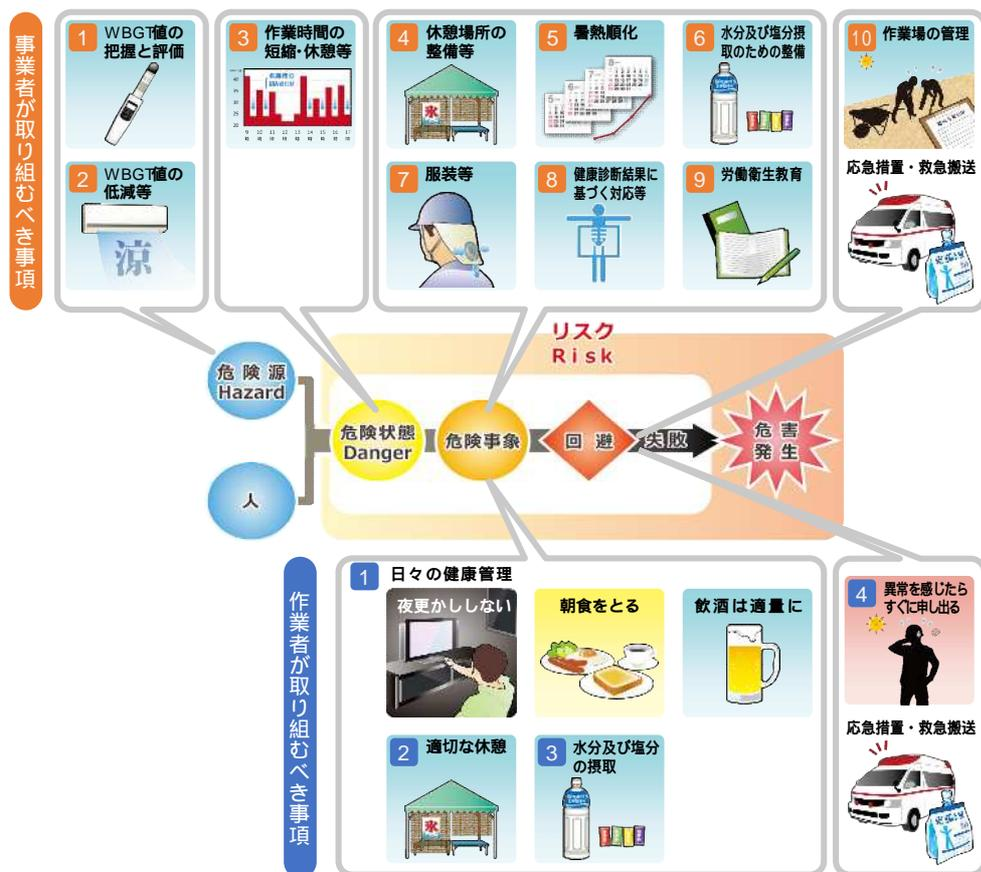 事業者が取り組むべき事項
1 WBGT値の
把握と評価
2 WBGT値の
低減等
涼
3 作業時間の
短縮・休憩等
4 休憩場所の
整備等
氷
5 暑熱順化
6 水分及び塩分摂
取のための整備
7 服装等
8 健康診断結果に
基づく対応等
9 労働衛生教育
10 作業場の管理
応急措置・救急搬送
リスク
Risk
危険源
Hazard
人
危険状態
Danger
危険事象
回避
失敗
危害
発生
作業者が取り組むべき事項
1 日々の健康管理
夜更かししない
朝食をとる
飲酒は適量に
2 適切な休憩
氷
3 水分及び塩分
の摂取
4 異常を感じたら
すぐに申し出る
応急措置・救急搬送